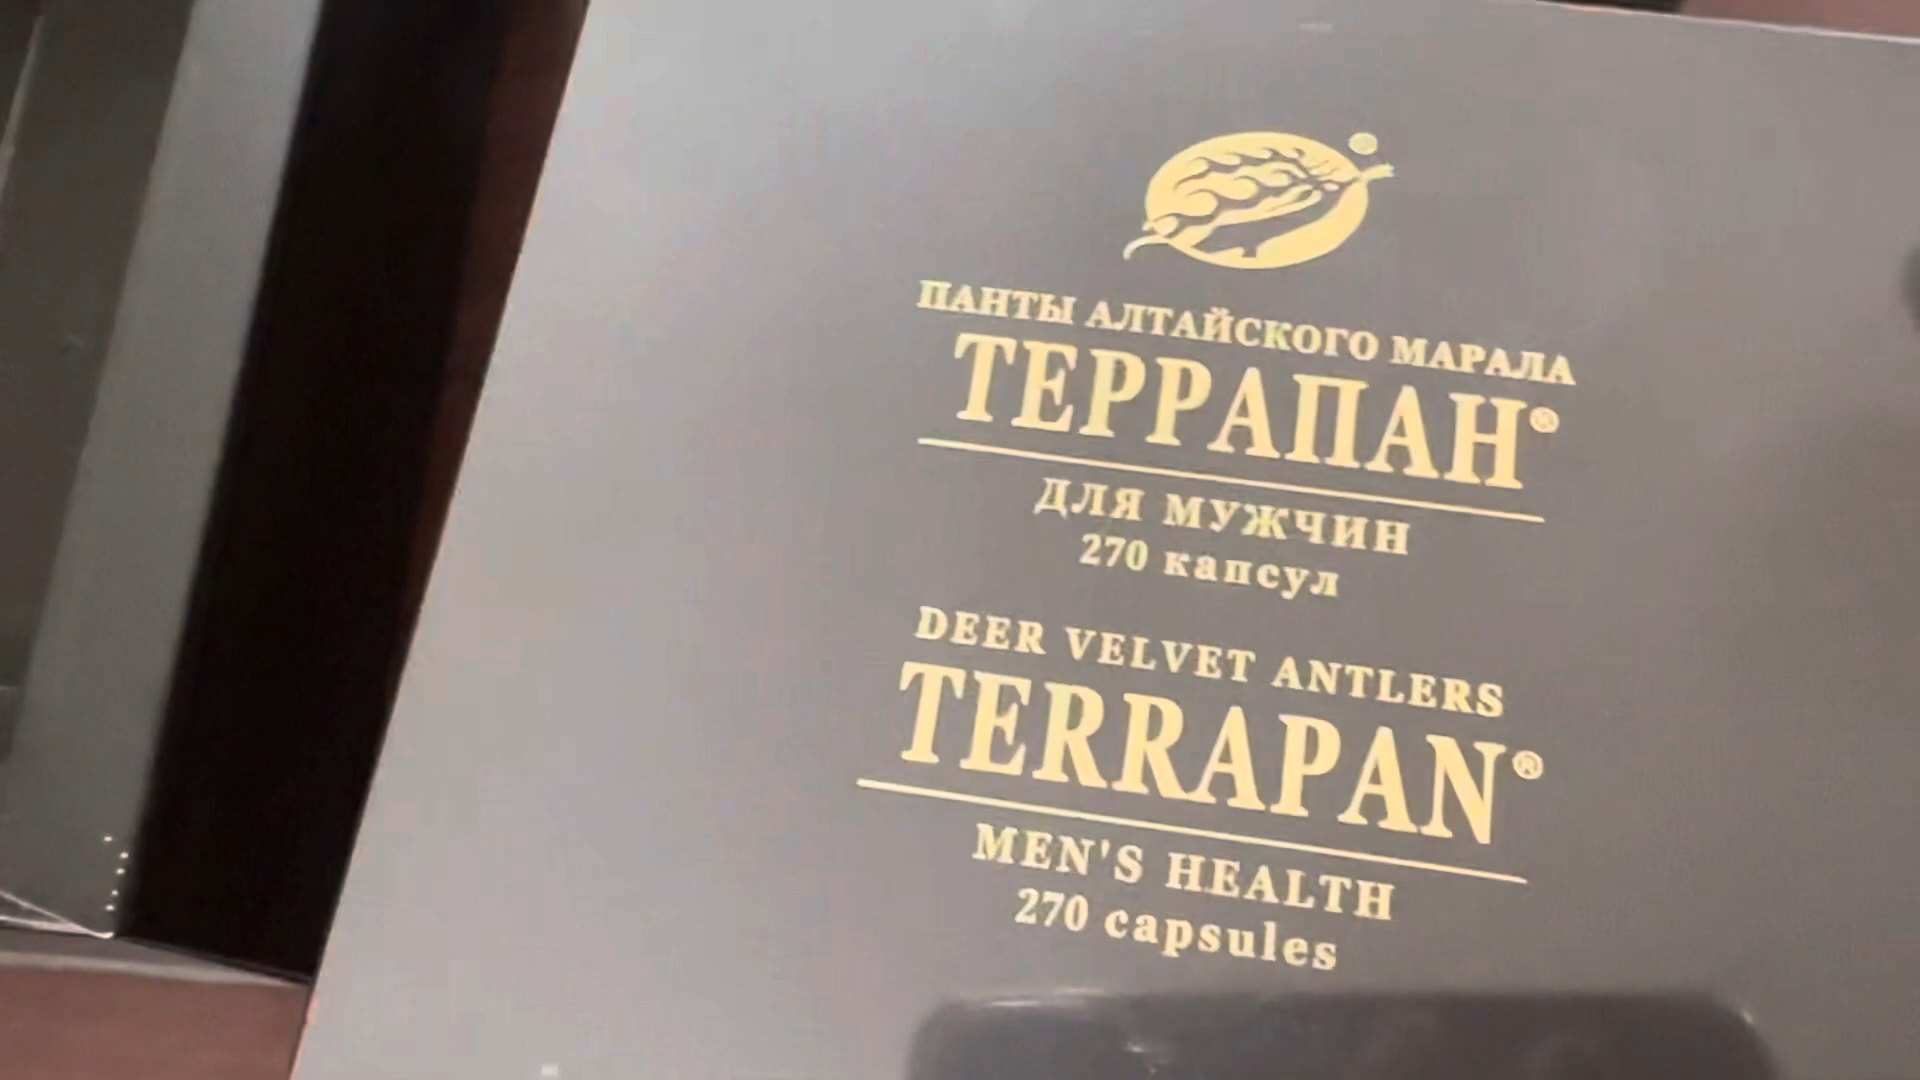 ПАНТЫ АЛТАЙСКОГО МАРАЛА
ТЕРРАПАН®
ДЛЯ МУЖЧИН
270 капсул
DEER VELVET ANTLERS
TERRAPAN®
MEN'S HEALTH
270 capsules